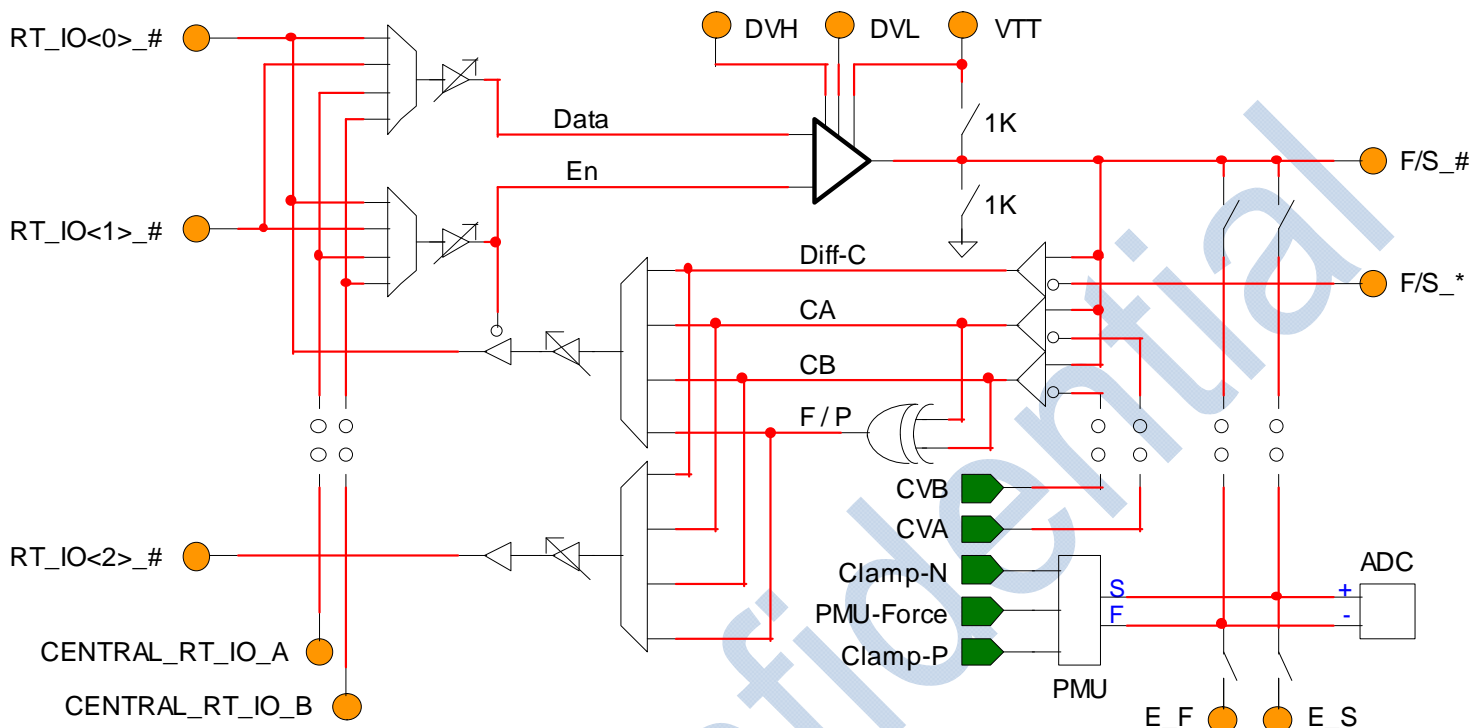 RT_IO<0>_#
DVH
DVL
VTT
1K
Data
F/S_#
En
1K
RT_IO<1>_#
Diff-C
F/S_*
CA
CB
F / P
CVB
CVA
RT_IO<2>_#
Clamp-N
ADC
S
+
PMU-Force
F
-
CENTRAL_RT_IO_A
Clamp-P
PMU
CENTRAL_RT_IO_B
E_F
E_S
fidential